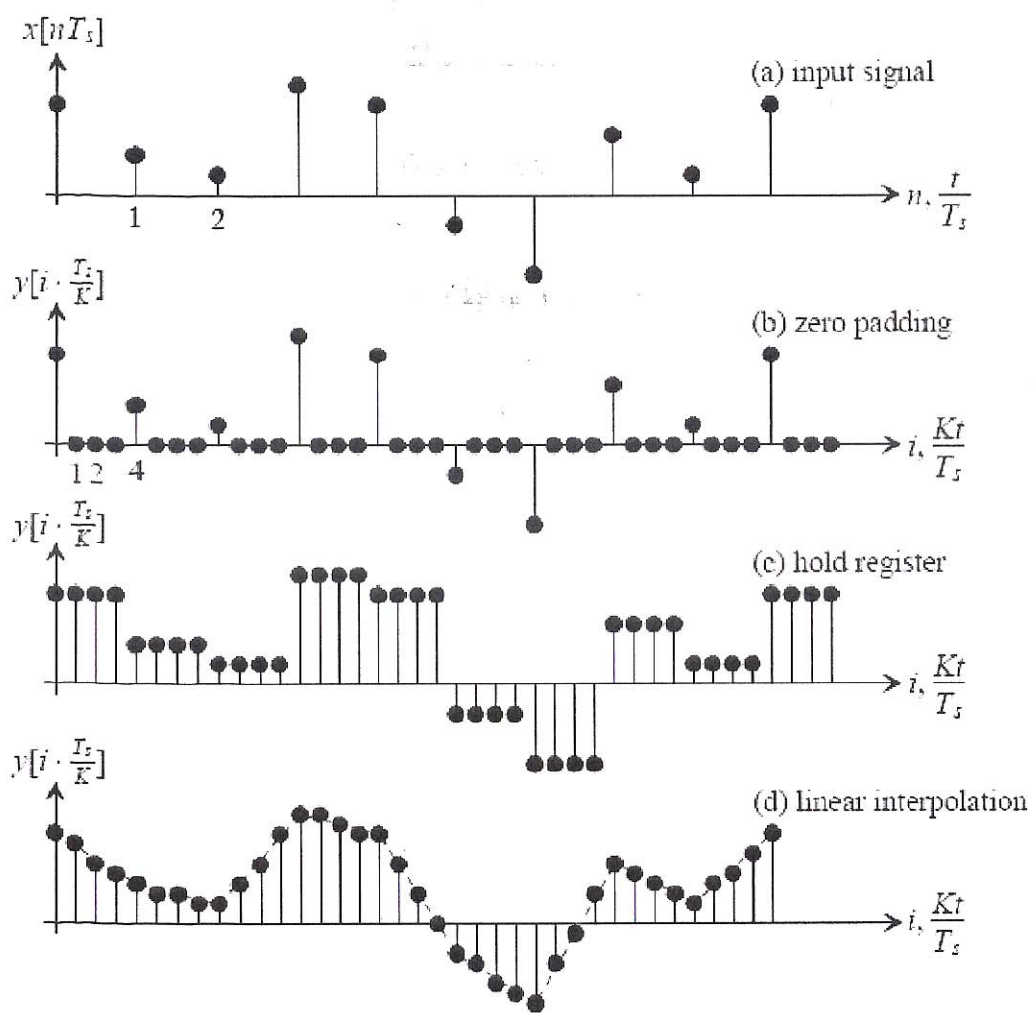 x[nT_s]
(a) input signal
n, t/T_s
1 2
y[i · T_s/K]
(b) zero padding
i, Kt/T_s
1 2 4
y[i · T_s/K]
(c) hold register
i, Kt/T_s
y[i · T_s/K]
(d) linear interpolation
i, Kt/T_s